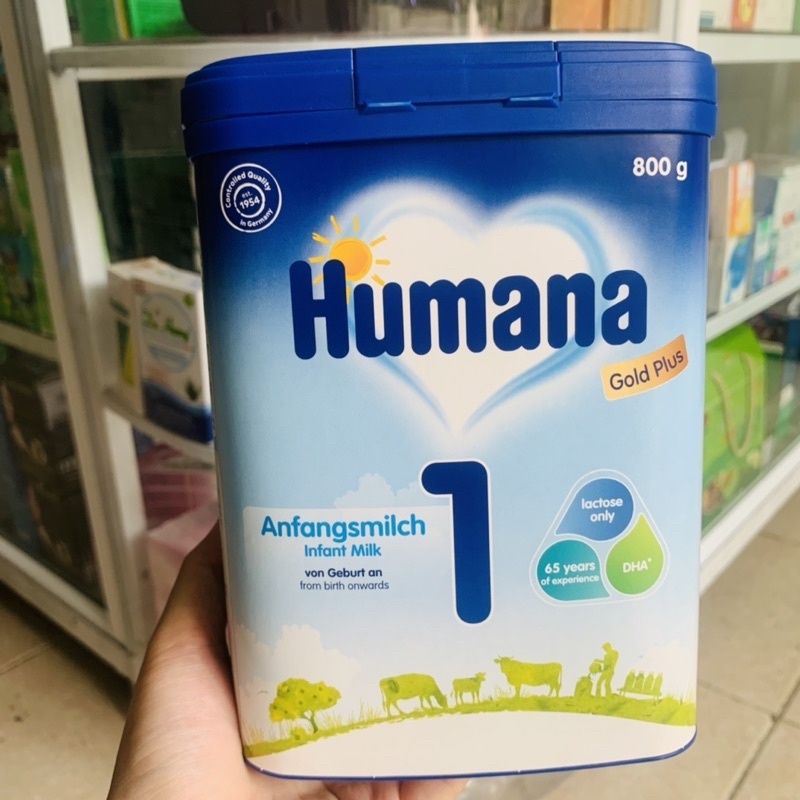 800 g
Controlled Quality
est.
1954
in Germany
Humana
Gold Plus
1
Anfangsmilch
Infant Milk
von Geburt an
from birth onwards
lactose
only
65 years
of experience
DHA*